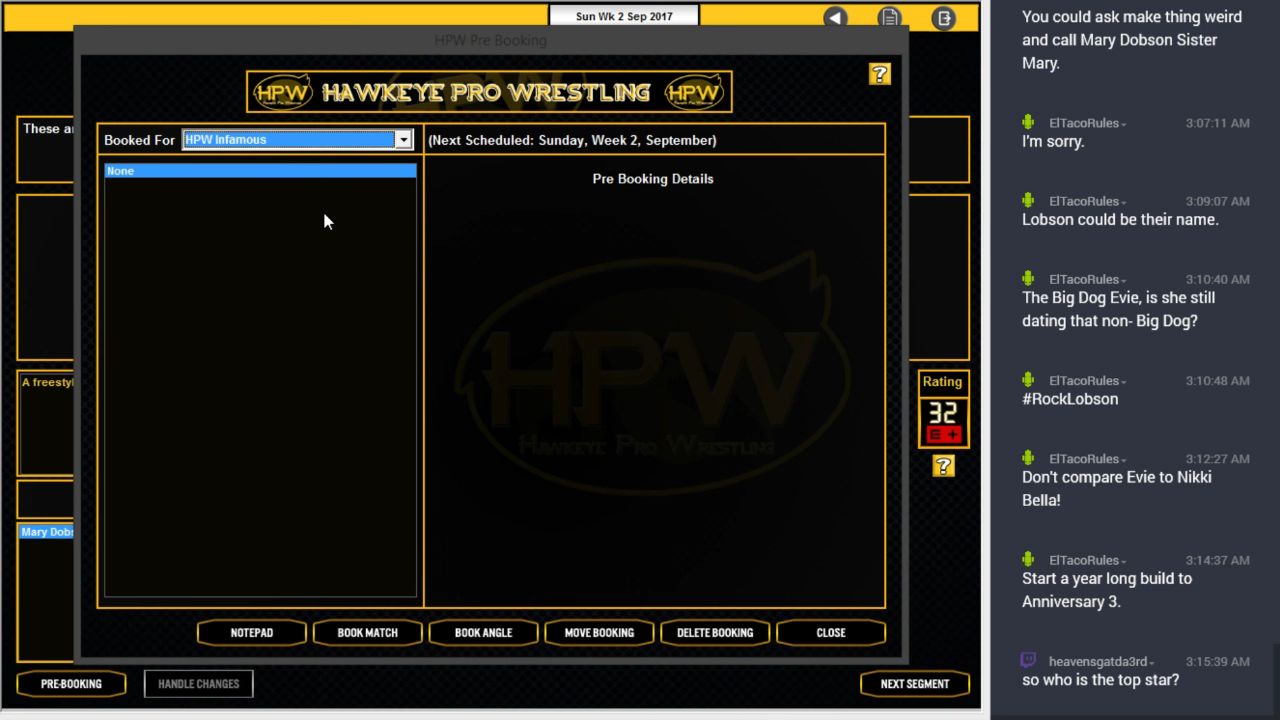 Sun Wk 2 Sep 2017
HPW Pre Booking
HPW HAWKEYE PRO WRESTLING HPW
These ar
Booked For HPW Infamous
(Next Scheduled: Sunday, Week 2, September)
None
Pre Booking Details
HPW
HAWKEYE PRO WRESTLING
A freestyl
Rating
32
E +
Mary Dobs
NOTEPAD
BOOK MATCH
BOOK ANGLE
MOVE BOOKING
DELETE BOOKING
CLOSE
PRE-BOOKING
HANDLE CHANGES
NEXT SEGMENT
You could ask make thing weird
and call Mary Dobson Sister
Mary.
ElTacoRules 3:07:11 AM
I'm sorry.
ElTacoRules 3:09:07 AM
Lobson could be their name.
ElTacoRules 3:10:40 AM
The Big Dog Evie, is she still
dating that non- Big Dog?
ElTacoRules 3:10:48 AM
#RockLobson
ElTacoRules 3:12:27 AM
Don't compare Evie to Nikki
Bella!
ElTacoRules 3:14:37 AM
Start a year long build to
Anniversary 3.
heavensgatda3rd 3:15:39 AM
so who is the top star?